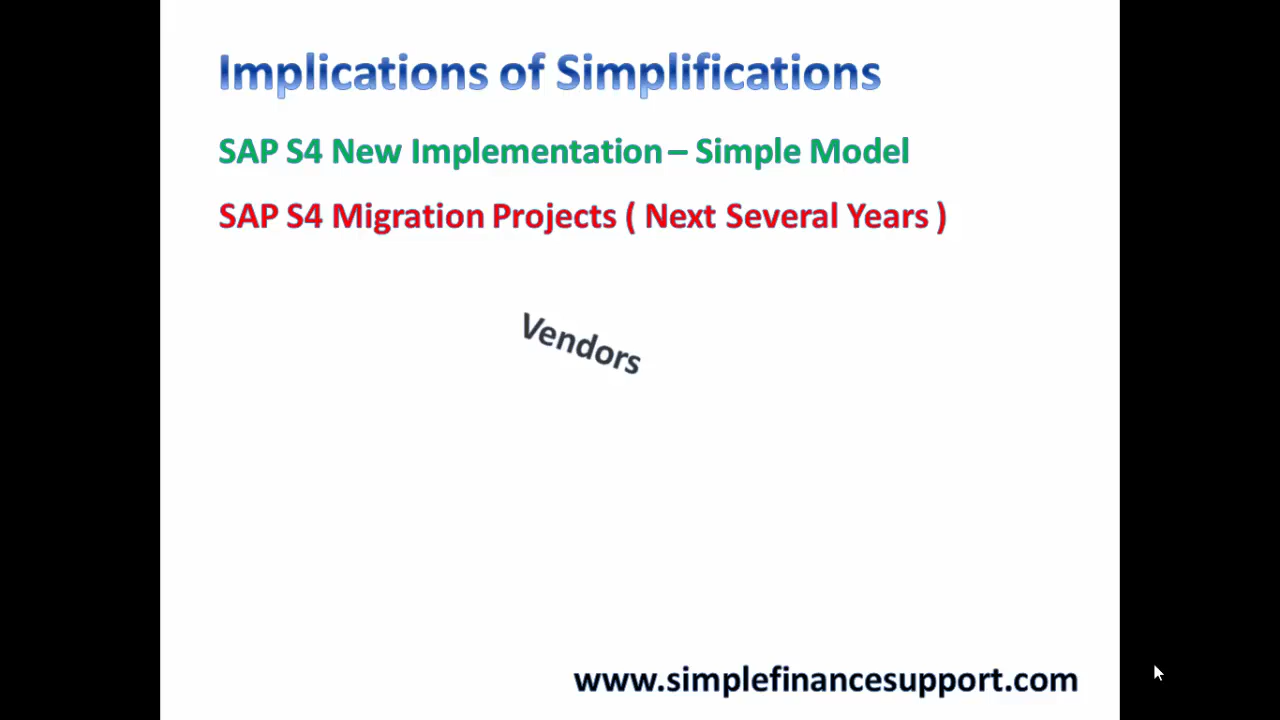 Implications of Simplifications
SAP S4 New Implementation – Simple Model
SAP S4 Migration Projects ( Next Several Years )
Vendors
www.simplefinancesupport.com